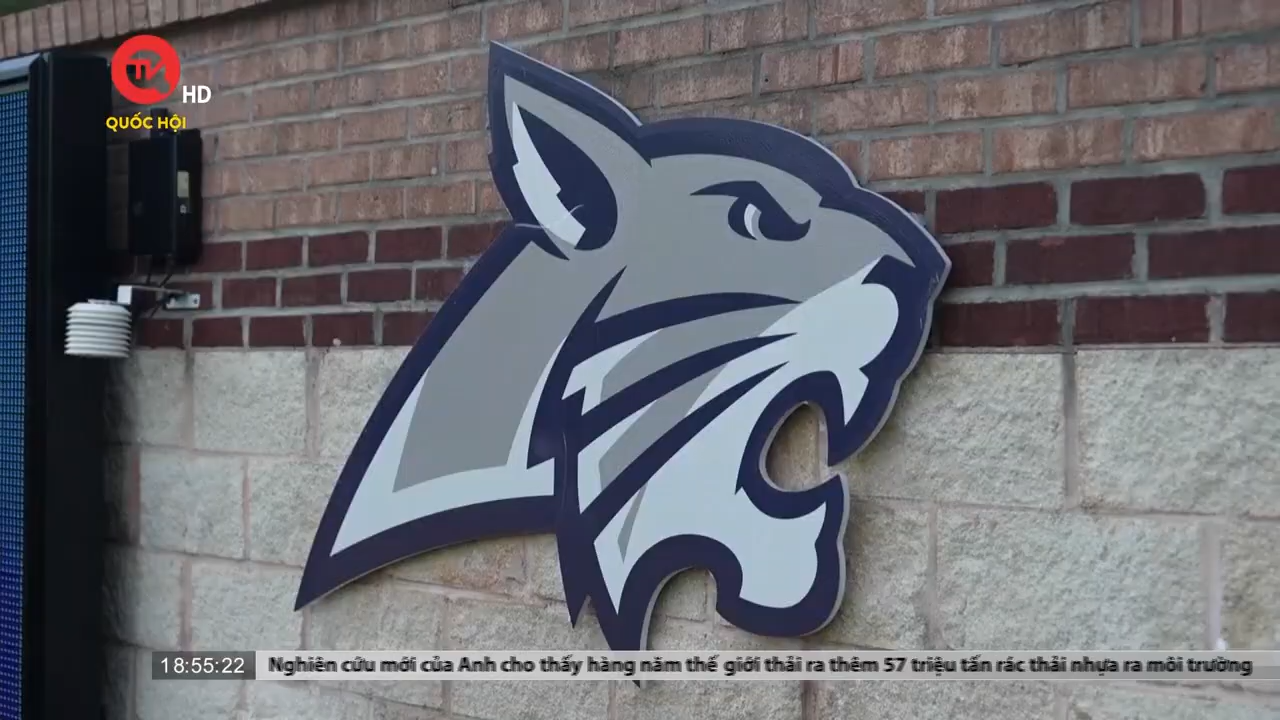 TV
HD
QUỐC HỘI
18:55:22 Nghiên cứu mới của Anh cho thấy hàng năm thế giới thải ra thêm 57 triệu tấn rác thải nhựa ra môi trường